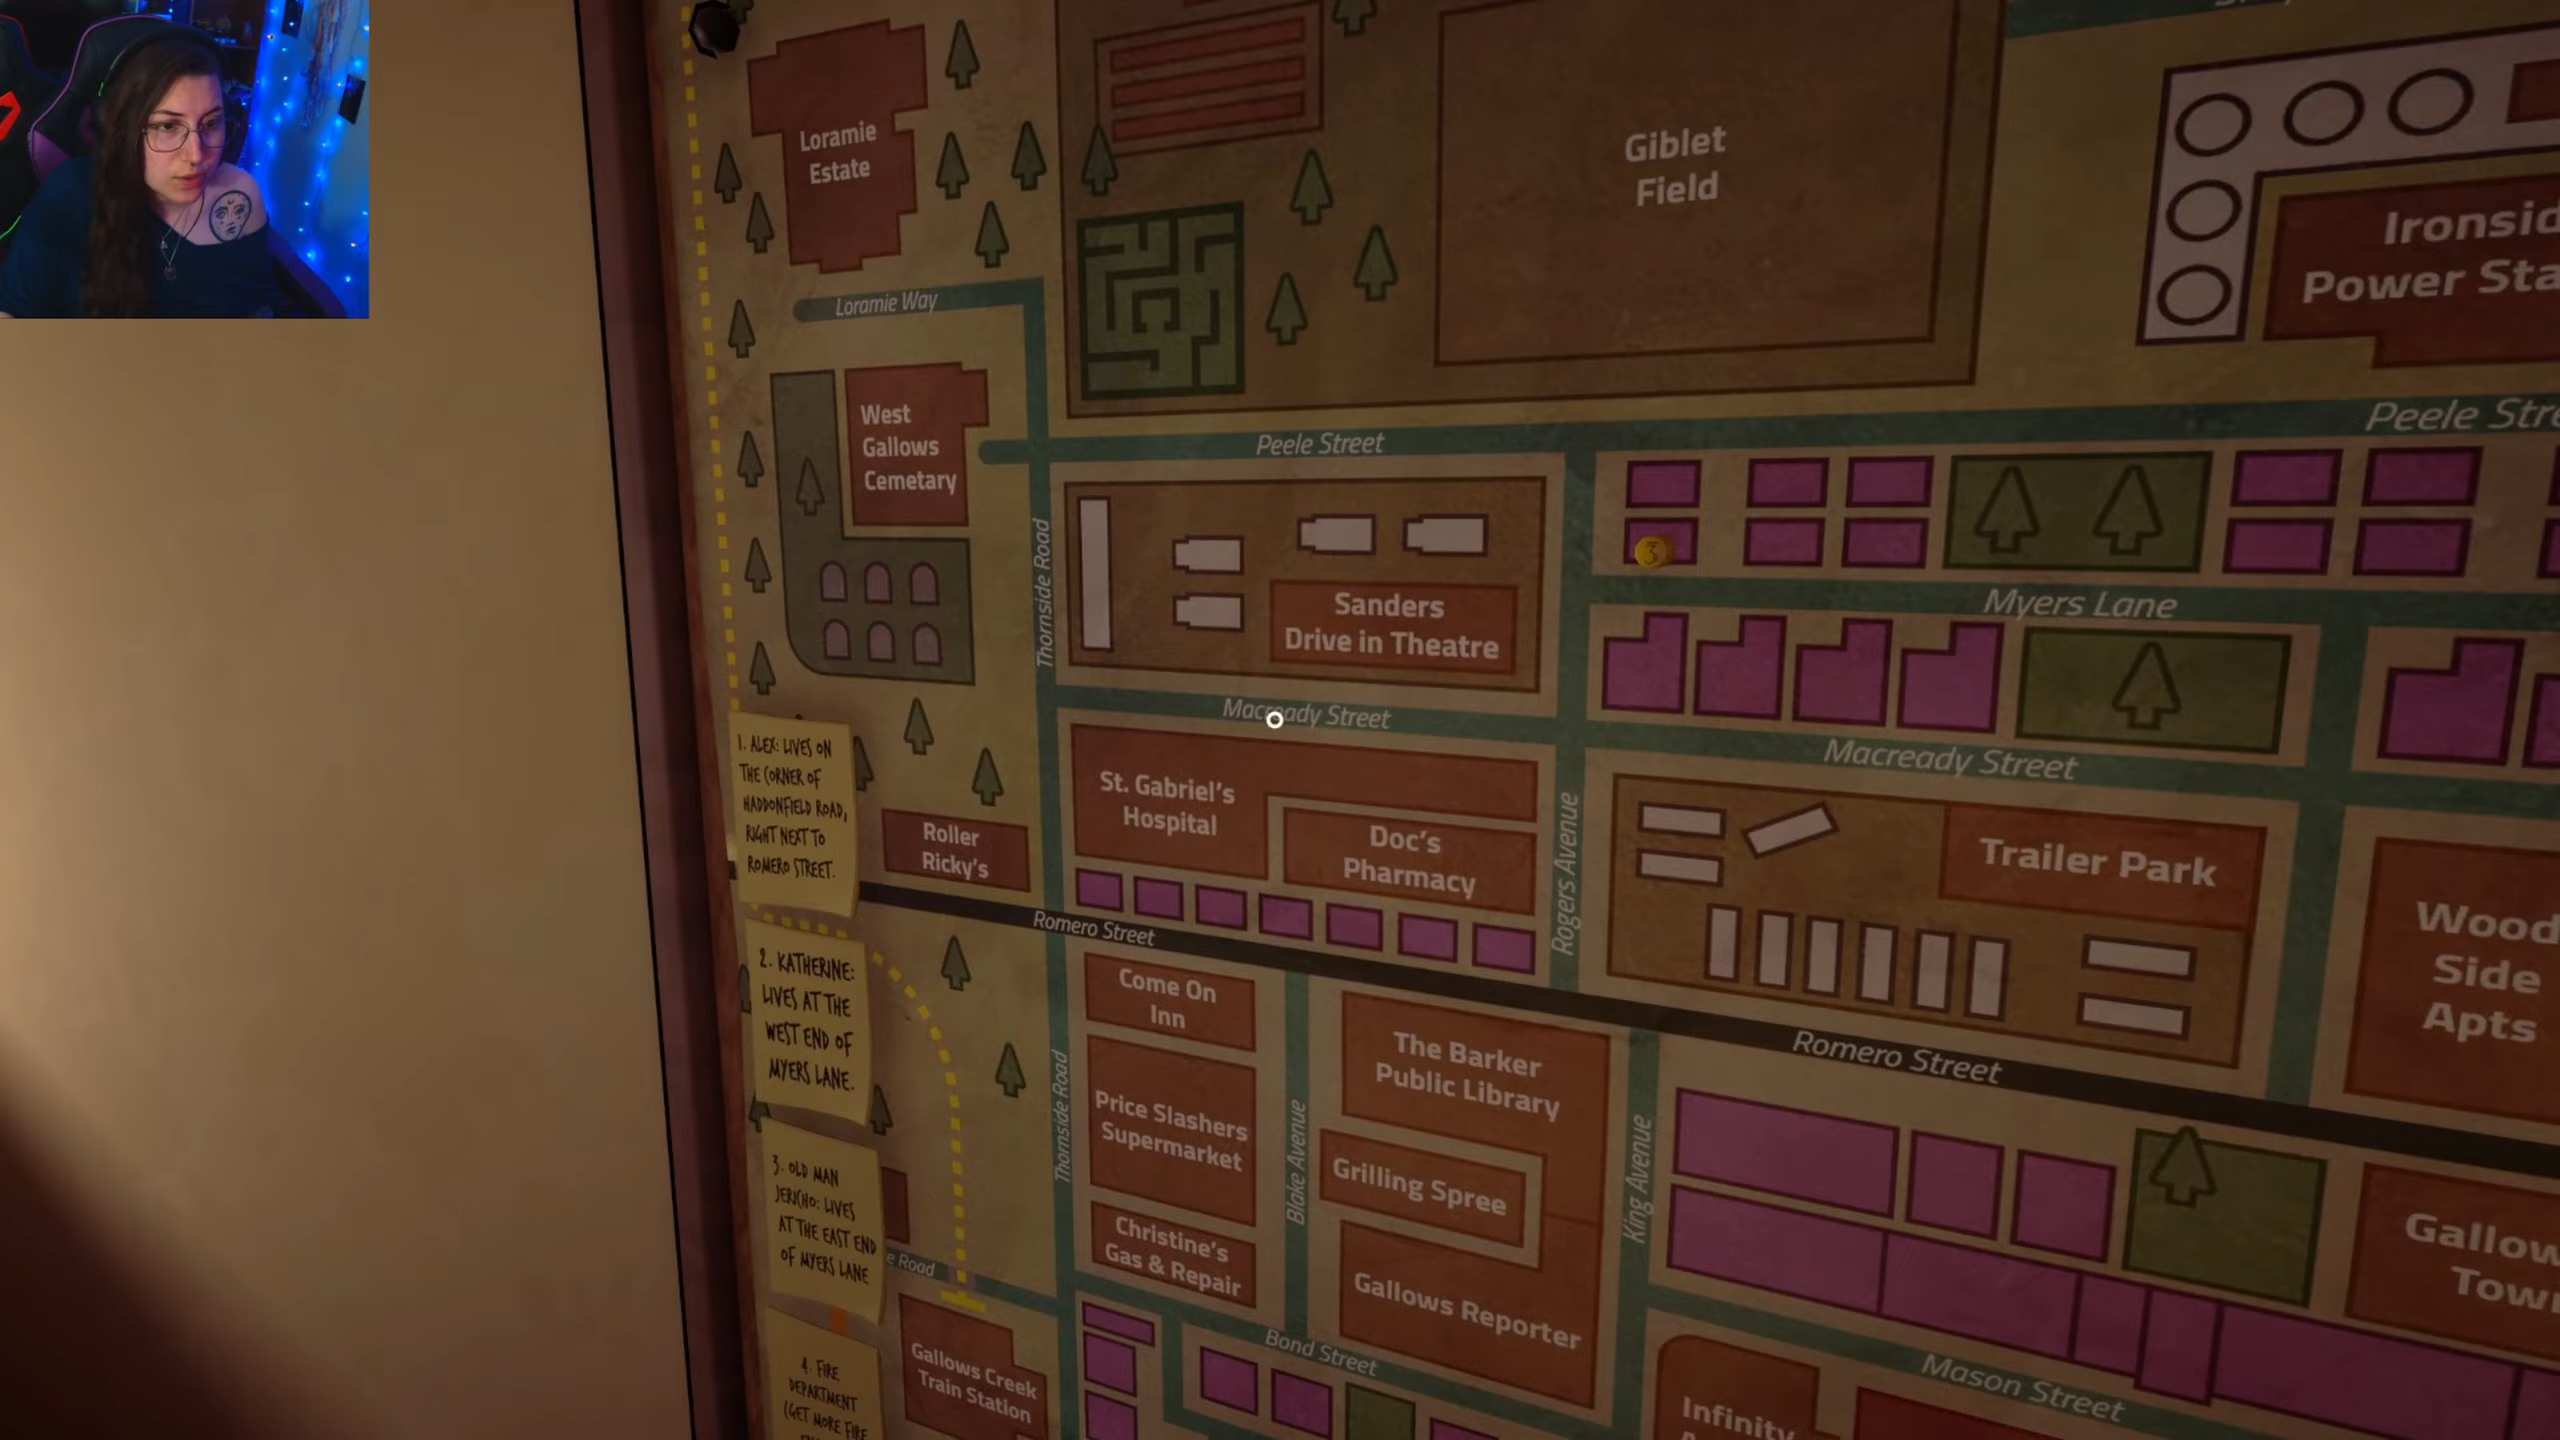 Loramie
Estate
Giblet
Field
Ironsid
Power Sta
Loramie Way
West
Gallows
Cemetary
Peele Street
Peele Stre
Thornside Road
Sanders
Drive in Theatre
3
Myers Lane
Macready Street
Macready Street
1. ALEX: LIVES ON
THE CORNER OF
HADDONFIELD ROAD,
RIGHT NEXT TO
ROMERO STREET.
Roller
Ricky's
St. Gabriel's
Hospital
Doc's
Pharmacy
Rogers Avenue
Trailer Park
Wood
Side
Apts
Romero Street
Romero Street
2. KATHERINE:
LIVES AT THE
WEST END OF
MYERS LANE.
Come On
Inn
The Barker
Public Library
Thornside Road
Price Slashers
Supermarket
Blake Avenue
Grilling Spree
King Avenue
3. OLD MAN
JERICHO: LIVES
AT THE EAST END
OF MYERS LANE
e Road
Christine's
Gas & Repair
Gallows Reporter
Gallow
Tow
Gallows Creek
Train Station
Bond Street
Mason Street
4. FIRE
DEPARTMENT
(GET MORE FIRE
Infinity